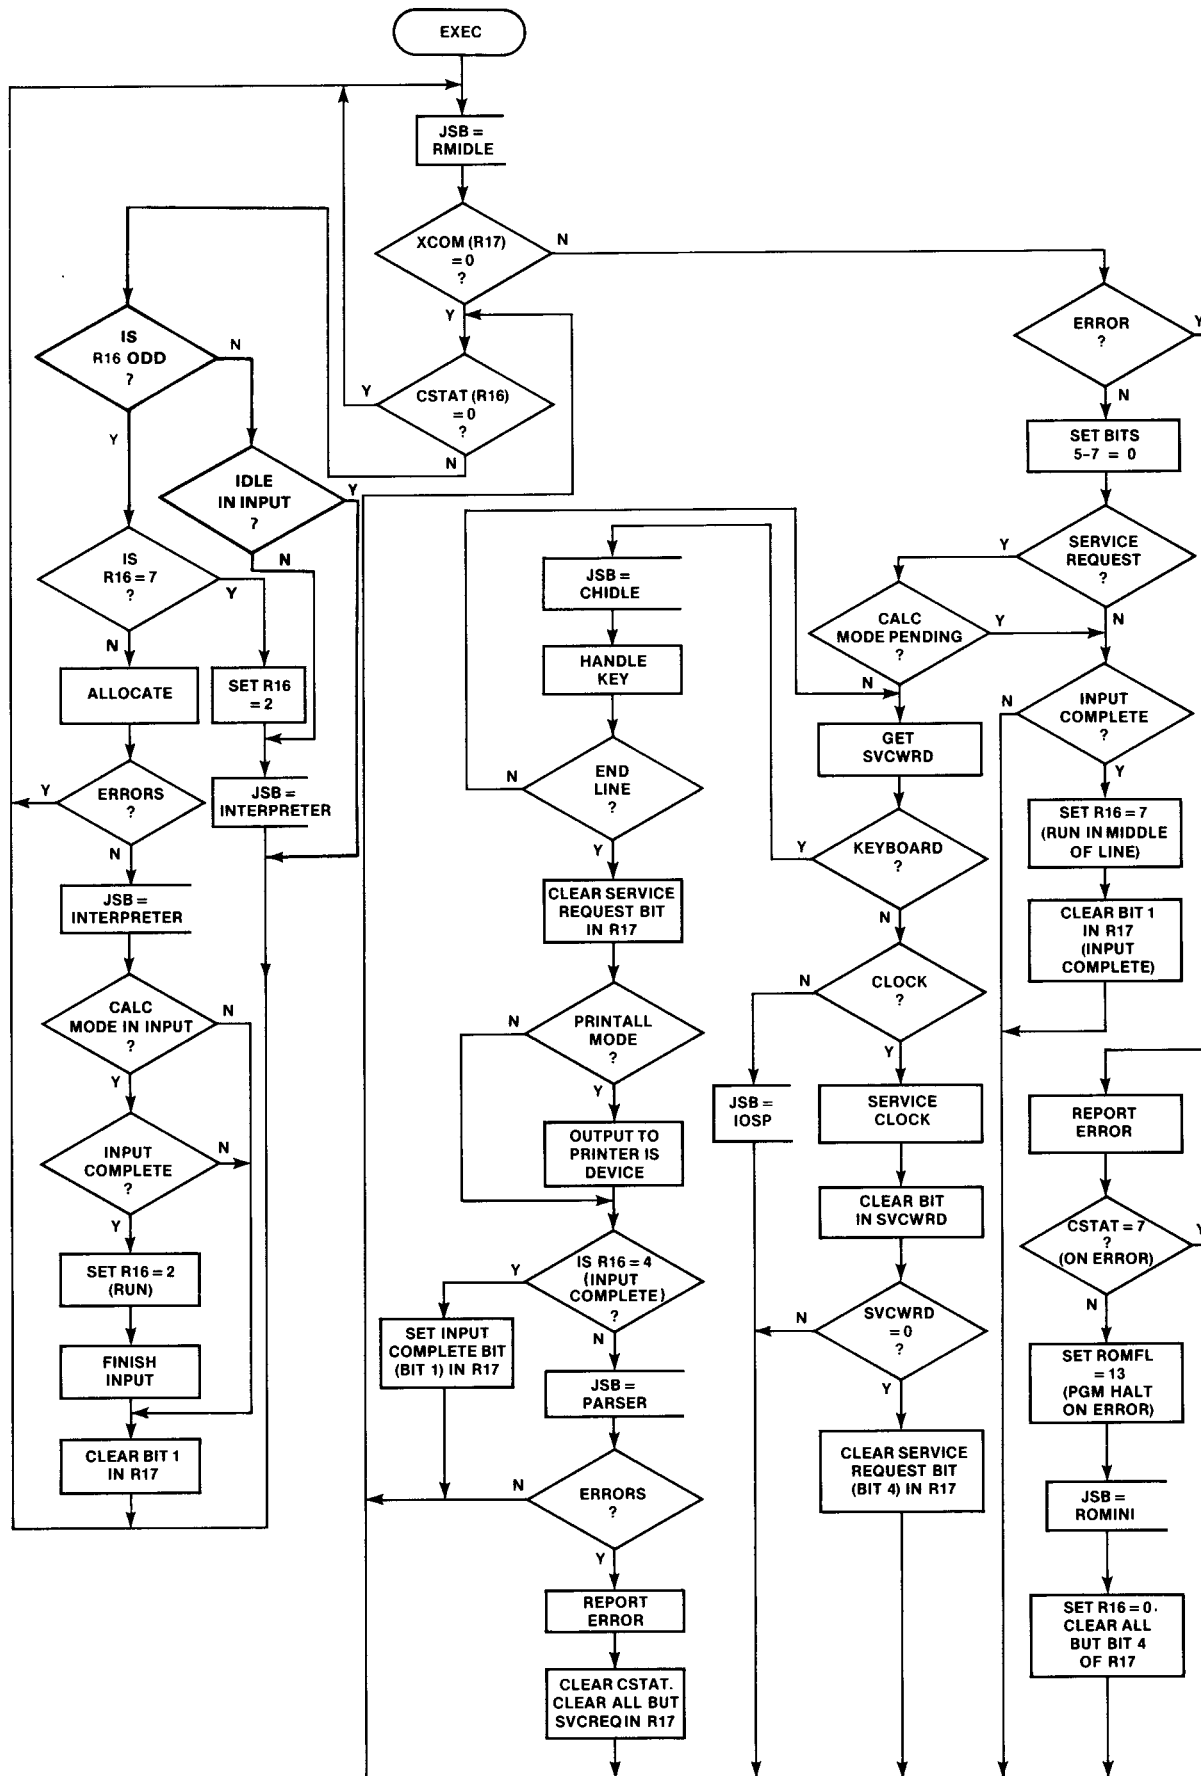 EXEC
JSB =
RMIDLE
XCOM (R17)
= 0
?
N
Y
CSTAT (R16)
= 0
?
Y
N
IS
R16 ODD
?
N
Y
IDLE
IN INPUT
?
Y
N
IS
R16 = 7
?
Y
N
ALLOCATE
SET R16
= 2
ERRORS
?
Y
N
JSB =
INTERPRETER
JSB =
INTERPRETER
CALC
MODE IN INPUT
?
N
Y
INPUT
COMPLETE
?
N
Y
SET R16 = 2
(RUN)
FINISH
INPUT
CLEAR BIT 1
IN R17
JSB =
CHIDLE
HANDLE
KEY
END
LINE
?
N
Y
CLEAR SERVICE
REQUEST BIT
IN R17
PRINTALL
MODE
?
N
Y
OUTPUT TO
PRINTER IS
DEVICE
IS R16 = 4
(INPUT
COMPLETE)
?
Y
N
SET INPUT
COMPLETE BIT
(BIT 1) IN R17
JSB =
PARSER
ERRORS
?
N
Y
REPORT
ERROR
CLEAR CSTAT.
CLEAR ALL BUT
SVCREQ IN R17
ERROR
?
Y
N
SET BITS
5-7 = 0
SERVICE
REQUEST
?
Y
N
CALC
MODE PENDING
?
Y
N
GET
SVCWRD
KEYBOARD
?
Y
N
CLOCK
?
N
Y
JSB =
IOSP
SERVICE
CLOCK
CLEAR BIT
IN SVCWRD
SVCWRD
= 0
?
N
Y
CLEAR SERVICE
REQUEST BIT
(BIT 4) IN R17
INPUT
COMPLETE
?
N
Y
SET R16 = 7
(RUN IN MIDDLE
OF LINE)
CLEAR BIT 1
IN R17
(INPUT
COMPLETE)
REPORT
ERROR
CSTAT = 7
?
(ON ERROR)
Y
N
SET ROMFL
= 13
(PGM HALT
ON ERROR)
JSB =
ROMINI
SET R16 = 0.
CLEAR ALL
BUT BIT 4
OF R17